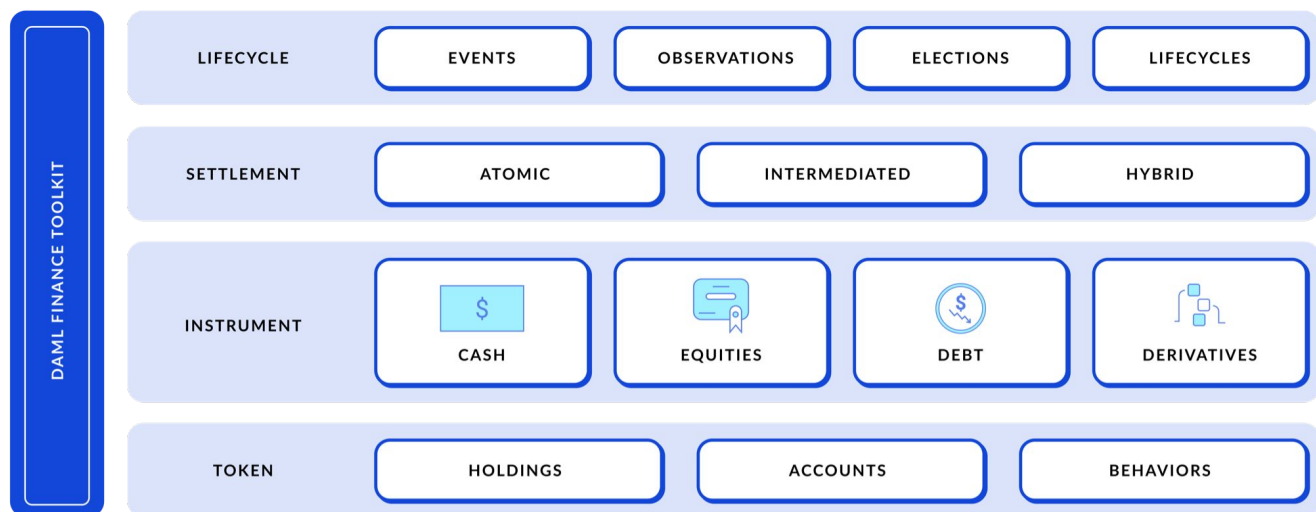 DAML FINANCE TOOLKIT
LIFECYCLE
EVENTS
OBSERVATIONS
ELECTIONS
LIFECYCLES
SETTLEMENT
ATOMIC
INTERMEDIATED
HYBRID
INSTRUMENT
$
CASH
EQUITIES
$
DEBT
DERIVATIVES
TOKEN
HOLDINGS
ACCOUNTS
BEHAVIORS